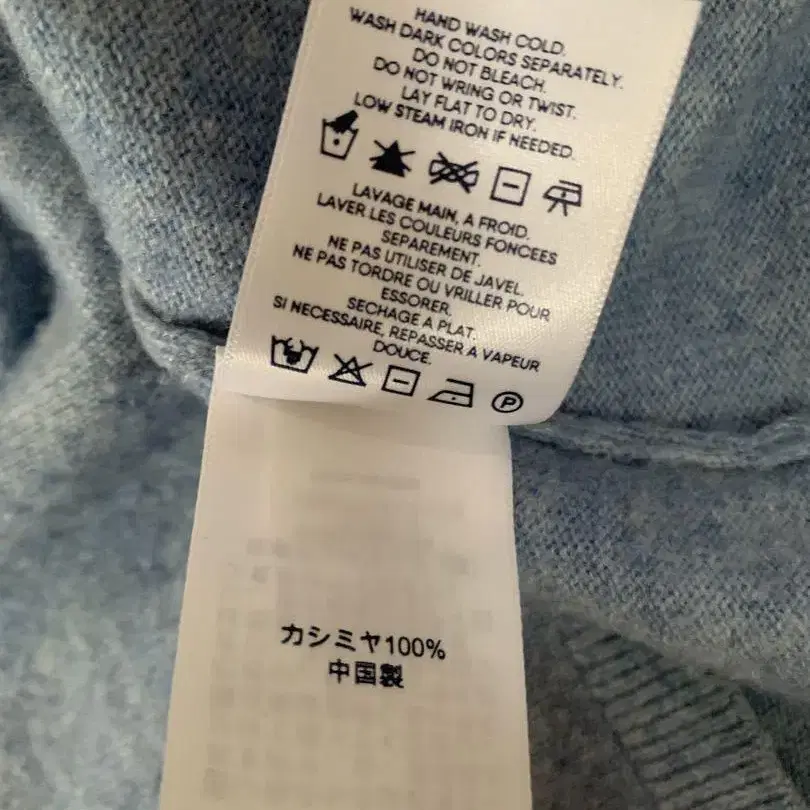 HAND WASH COLD.
WASH DARK COLORS SEPARATELY.
DO NOT BLEACH.
DO NOT WRING OR TWIST.
LAY FLAT TO DRY.
LOW STEAM IRON IF NEEDED.
LAVAGE MAIN, A FROID.
LAVER LES COULEURS FONCEES
SEPAREMENT.
NE PAS UTILISER DE JAVEL.
NE PAS TORDRE OU VRILLER POUR
ESSORER.
SECHAGE A PLAT.
SI NECESSAIRE, REPASSER A VAPEUR
DOUCE.
P
カシミヤ100%
中国製